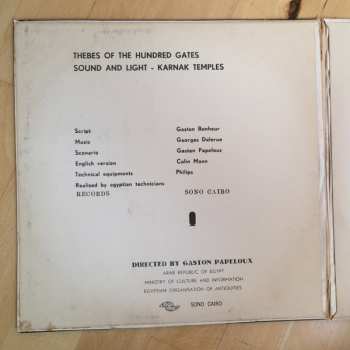 THEBES OF THE HUNDRED GATES
SOUND AND LIGHT - KARNAK TEMPLES
Script Gaston Bonheur
Music Georges Delerue
Scenario Gaston Papeloux
English version Colin Mann
Technical equipments Philips
Realised by egyptian technicians
RECORDS SONO CAIRO
DIRECTED BY GASTON PAPELOUX
ARAB REPUBLIC OF EGYPT
MINISTRY OF CULTURE AND INFORMATION
EGYPTIAN ORGANISATION OF ANTIQUITIES
SONO CAIRO